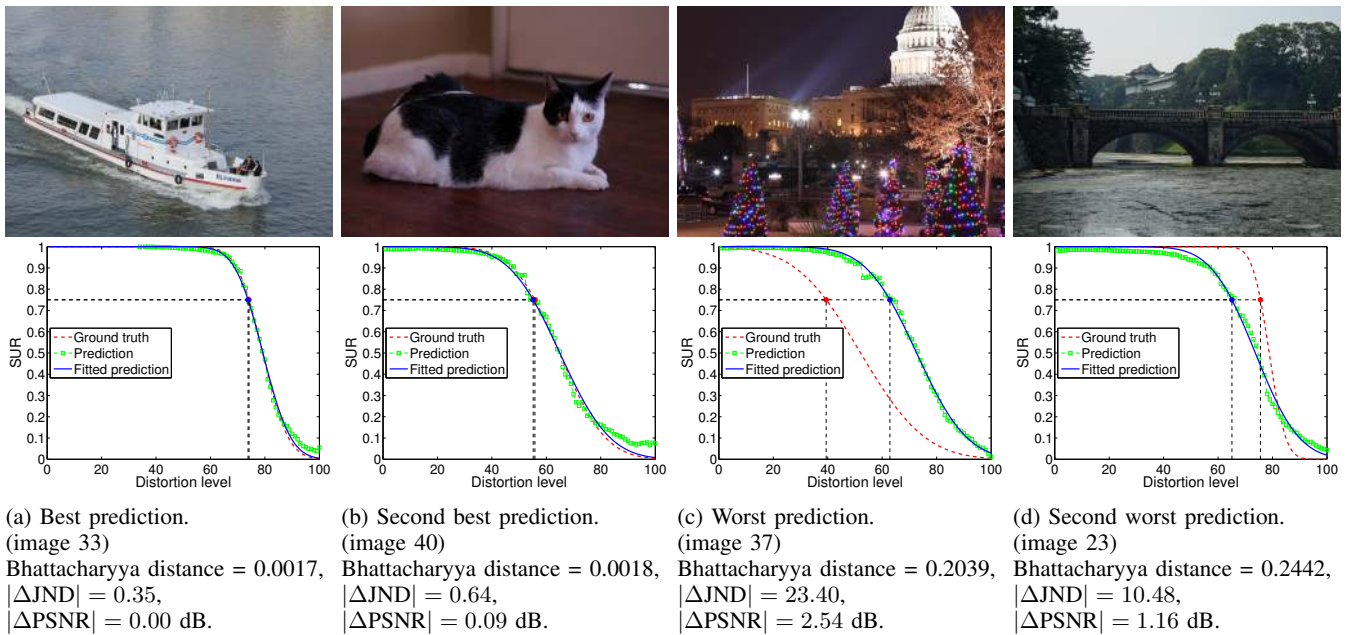 1
0.9
0.8
0.7
0.6
0.5
0.4
0.3
0.2
0.1
0
SUR
Ground truth
Prediction
Fitted prediction
0 20 40 60 80 100
Distortion level
(a) Best prediction.
(image 33)
Bhattacharyya distance = 0.0017,
|ΔJND| = 0.35,
|ΔPSNR| = 0.00 dB.
1
0.9
0.8
0.7
0.6
0.5
0.4
0.3
0.2
0.1
0
SUR
Ground truth
Prediction
Fitted prediction
0 20 40 60 80 100
Distortion level
(b) Second best prediction.
(image 40)
Bhattacharyya distance = 0.0018,
|ΔJND| = 0.64,
|ΔPSNR| = 0.09 dB.
1
0.9
0.8
0.7
0.6
0.5
0.4
0.3
0.2
0.1
0
SUR
Ground truth
Prediction
Fitted prediction
0 20 40 60 80 100
Distortion level
(c) Worst prediction.
(image 37)
Bhattacharyya distance = 0.2039,
|ΔJND| = 23.40,
|ΔPSNR| = 2.54 dB.
1
0.9
0.8
0.7
0.6
0.5
0.4
0.3
0.2
0.1
0
SUR
Ground truth
Prediction
Fitted prediction
0 20 40 60 80 100
Distortion level
(d) Second worst prediction.
(image 23)
Bhattacharyya distance = 0.2442,
|ΔJND| = 10.48,
|ΔPSNR| = 1.16 dB.